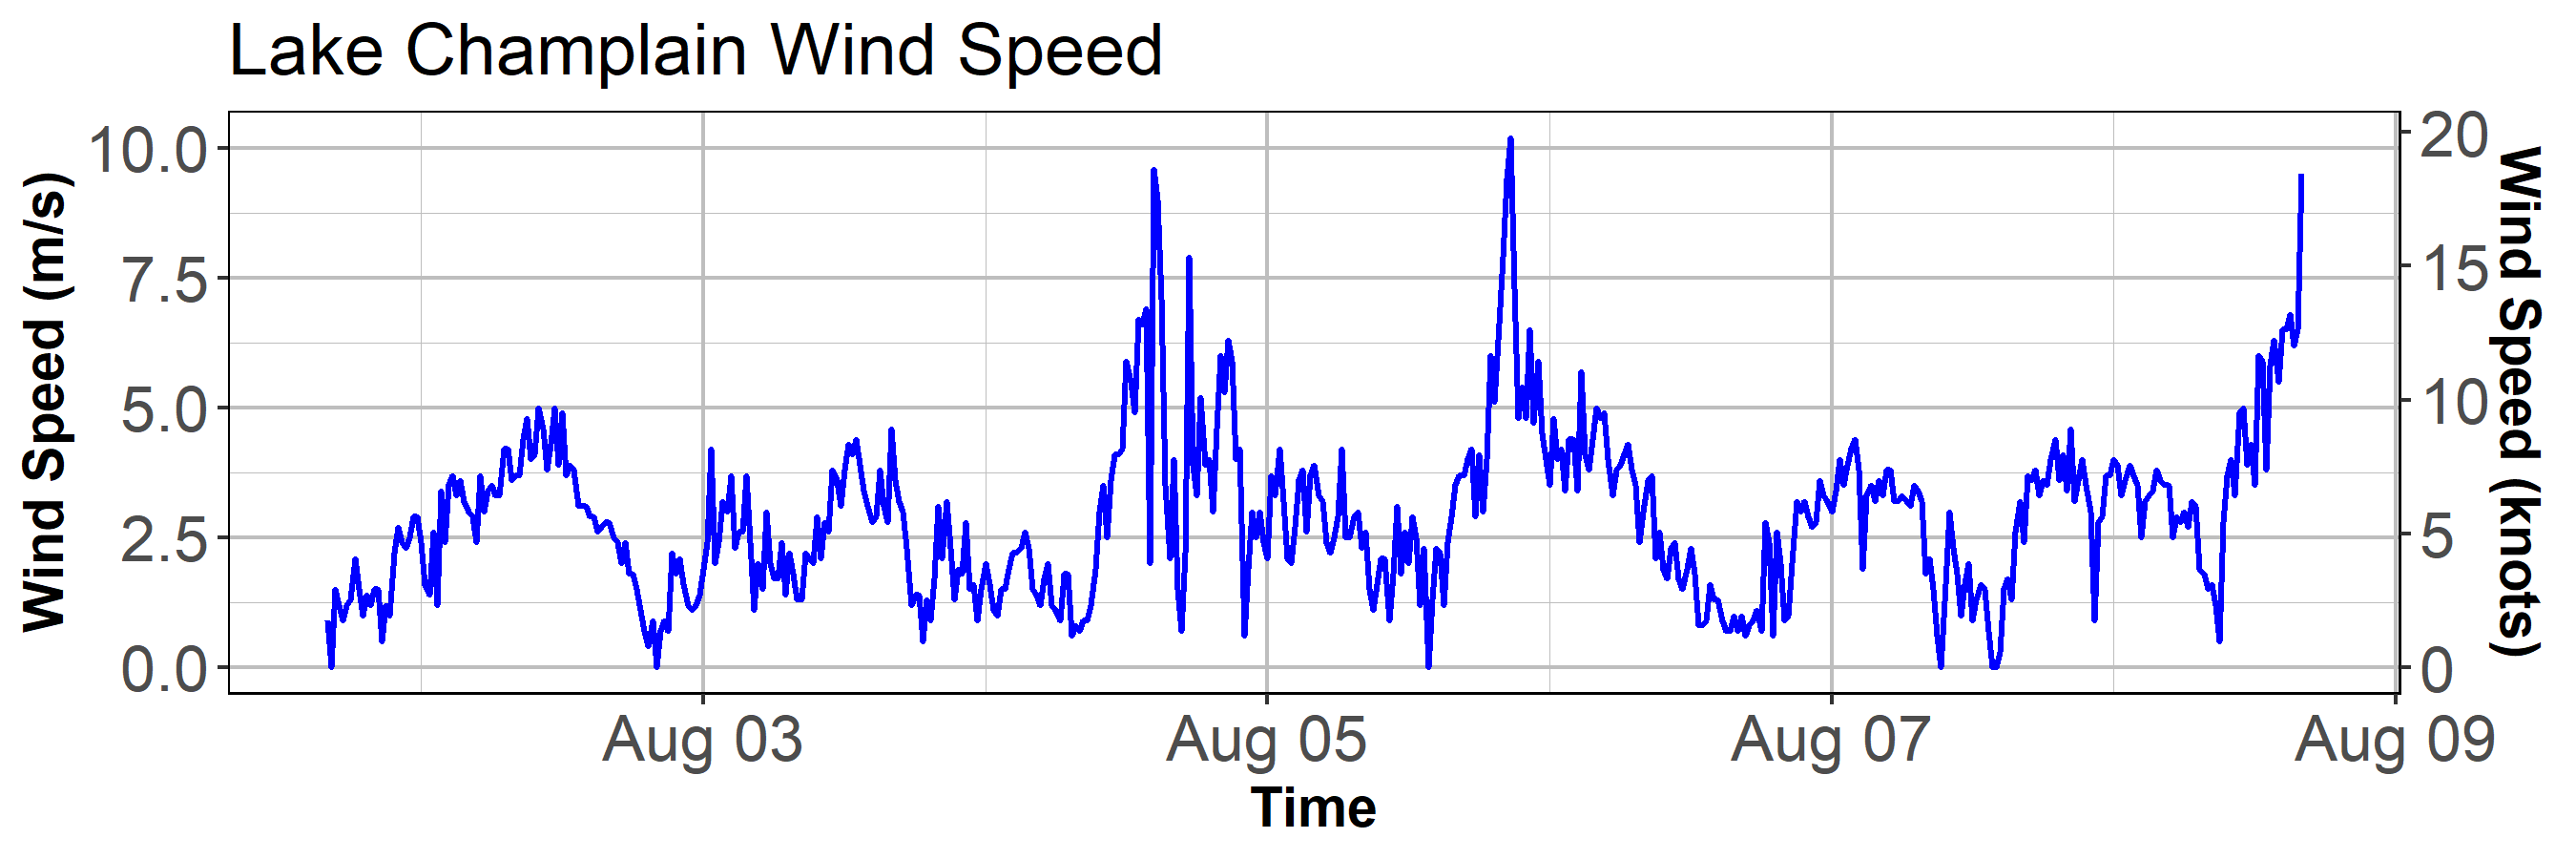 Lake Champlain Wind Speed
Wind Speed (m/s)
10.0
7.5
5.0
2.5
0.0
20
15
10
5
0
Wind Speed (knots)
Aug 03
Aug 05
Aug 07
Aug 09
Time